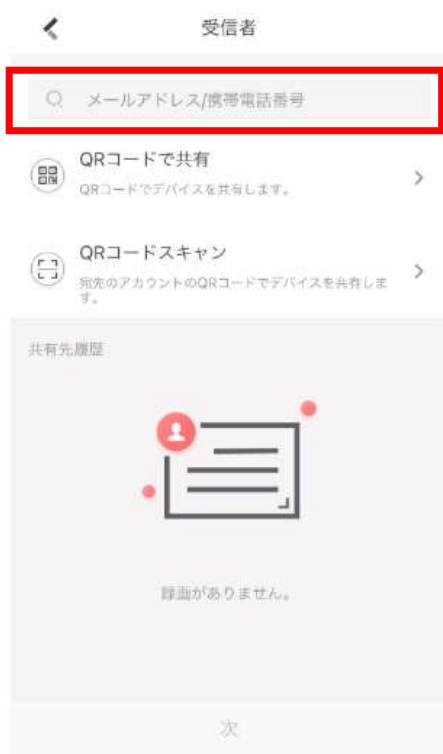 受信者
メールアドレス/携帯電話番号
QRコードで共有
QRコードでデバイスを共有します。
QRコードスキャン
宛先のアカウントのQRコードでデバイスを共有しま
す。
共有先履歴
録画がありません。
次